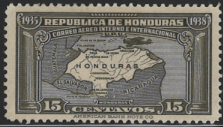 1935 REPUBLICA DE HONDURAS 1938
CORREO AEREO INTERNO E INTERNACIONAL
HONDURAS
15 CENTAVOS 15
AMERICAN BANK NOTE CO.